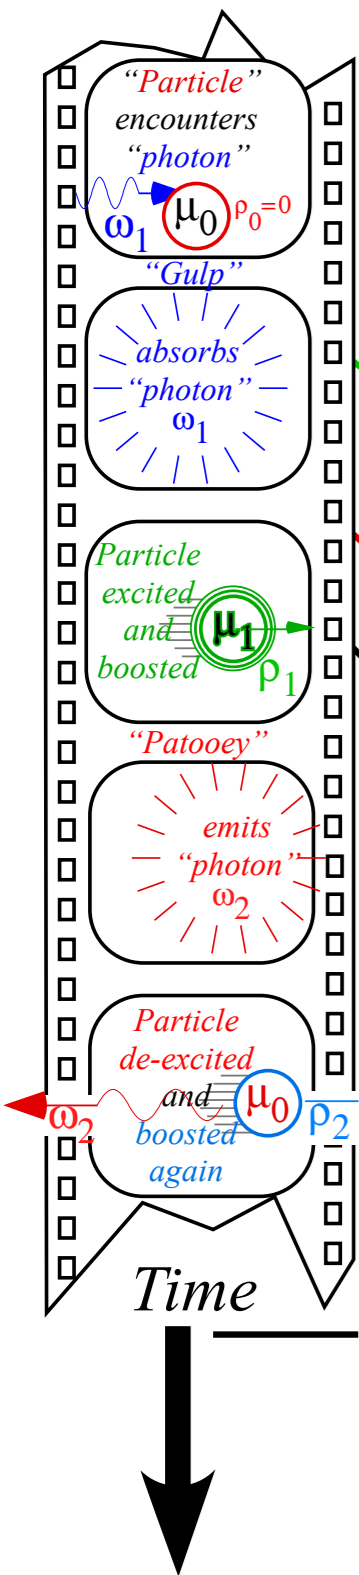 “Particle”
encounters
“photon”
ω₁ μ₀ ρ₀=0
“Gulp”
absorbs
“photon”
ω₁
Particle
excited
and μ₁
boosted
ρ₁
“Patooey”
emits
“photon”
ω₂
Particle
de-excited
and μ₀
ω₂ ρ₂
boosted
again
Time